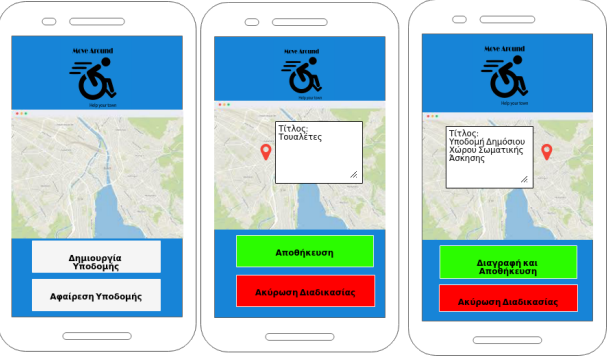 Move Around
Help your town
Δημιουργία
Υποδομής
Αφαίρεση Υποδομής
Move Around
Help your town
Τίτλος:
Τουαλέτες
Αποθήκευση
Ακύρωση Διαδικασίας
Move Around
Help your town
Τίτλος:
Υποδομή Δημόσιου
Χώρου Σωματικής
Άσκησης
Διαγραφή και
Αποθήκευση
Ακύρωση Διαδικασίας